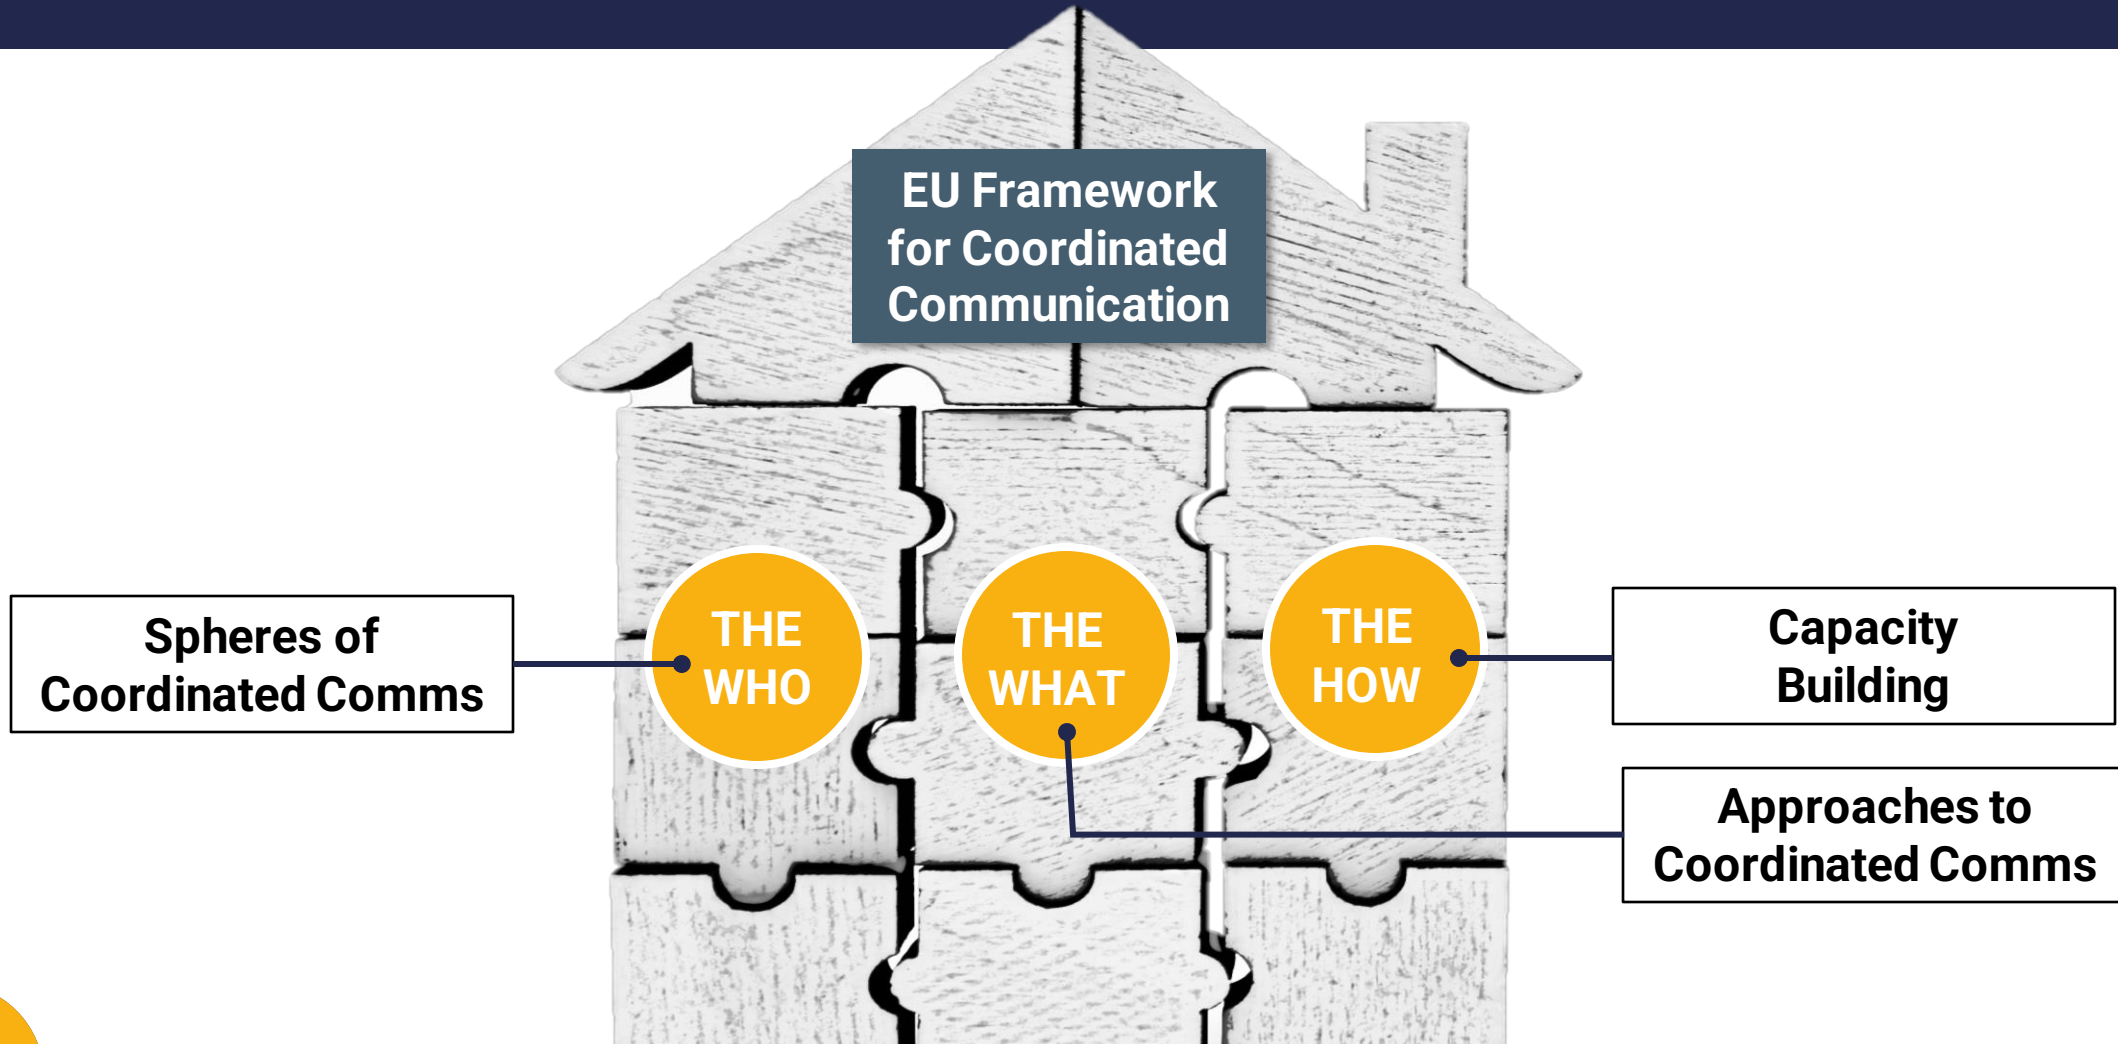 EU Framework
for Coordinated
Communication
THE
WHO
THE
WHAT
THE
HOW
Spheres of
Coordinated Comms
Capacity
Building
Approaches to
Coordinated Comms